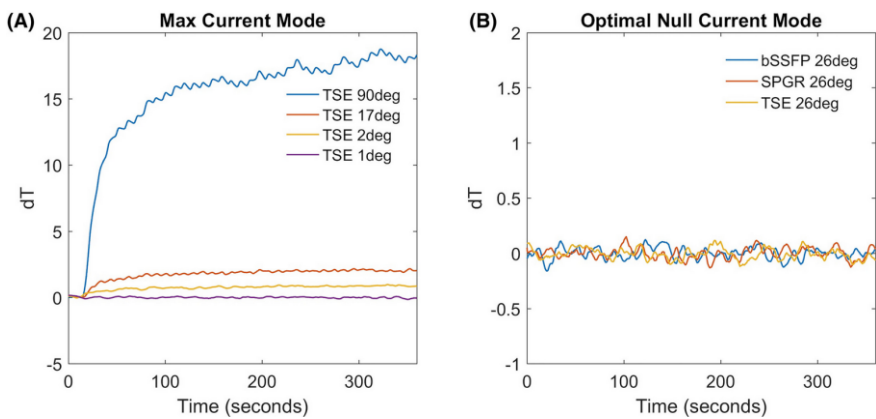 (A)
Max Current Mode
20
15
10
5
0
-5
dT
TSE 90deg
TSE 17deg
TSE 2deg
TSE 1deg
0 100 200 300
Time (seconds)
(B)
Optimal Null Current Mode
2
1.5
1
0.5
0
-0.5
-1
dT
bSSFP 26deg
SPGR 26deg
TSE 26deg
0 100 200 300
Time (seconds)